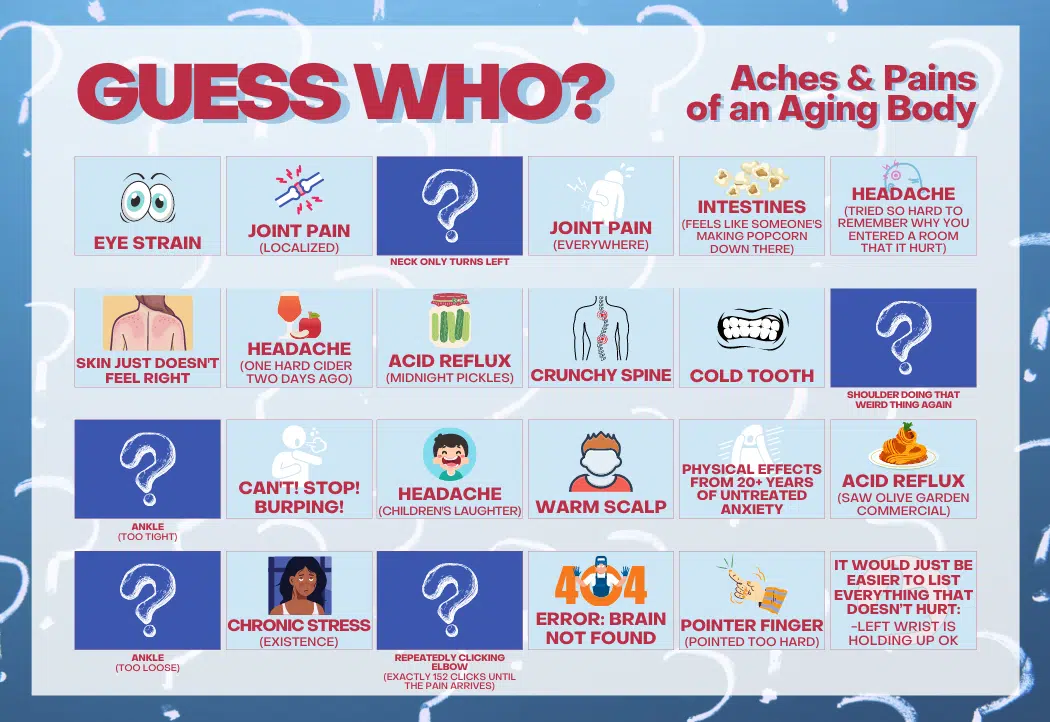 GUESS WHO?
Aches & Pains
of an Aging Body
EYE STRAIN
JOINT PAIN
(LOCALIZED)
NECK ONLY TURNS LEFT
JOINT PAIN
(EVERYWHERE)
INTESTINES
(FEELS LIKE SOMEONE'S
MAKING POPCORN
DOWN THERE)
HEADACHE
(TRIED SO HARD TO
REMEMBER WHY YOU
ENTERED A ROOM
THAT IT HURT)
SKIN JUST DOESN'T
FEEL RIGHT
HEADACHE
(ONE HARD CIDER
TWO DAYS AGO)
ACID REFLUX
(MIDNIGHT PICKLES)
CRUNCHY SPINE
COLD TOOTH
SHOULDER DOING THAT
WEIRD THING AGAIN
ANKLE
(TOO TIGHT)
CAN'T! STOP!
BURPING!
HEADACHE
(CHILDREN'S LAUGHTER)
WARM SCALP
PHYSICAL EFFECTS
FROM 20+ YEARS
OF UNTREATED
ANXIETY
ACID REFLUX
(SAW OLIVE GARDEN
COMMERCIAL)
ANKLE
(TOO LOOSE)
CHRONIC STRESS
(EXISTENCE)
REPEATEDLY CLICKING
ELBOW
(EXACTLY 152 CLICKS UNTIL
THE PAIN ARRIVES)
404
ERROR: BRAIN
NOT FOUND
POINTER FINGER
(POINTED TOO HARD)
IT WOULD JUST BE
EASIER TO LIST
EVERYTHING THAT
DOESN'T HURT:
-LEFT WRIST IS
HOLDING UP OK